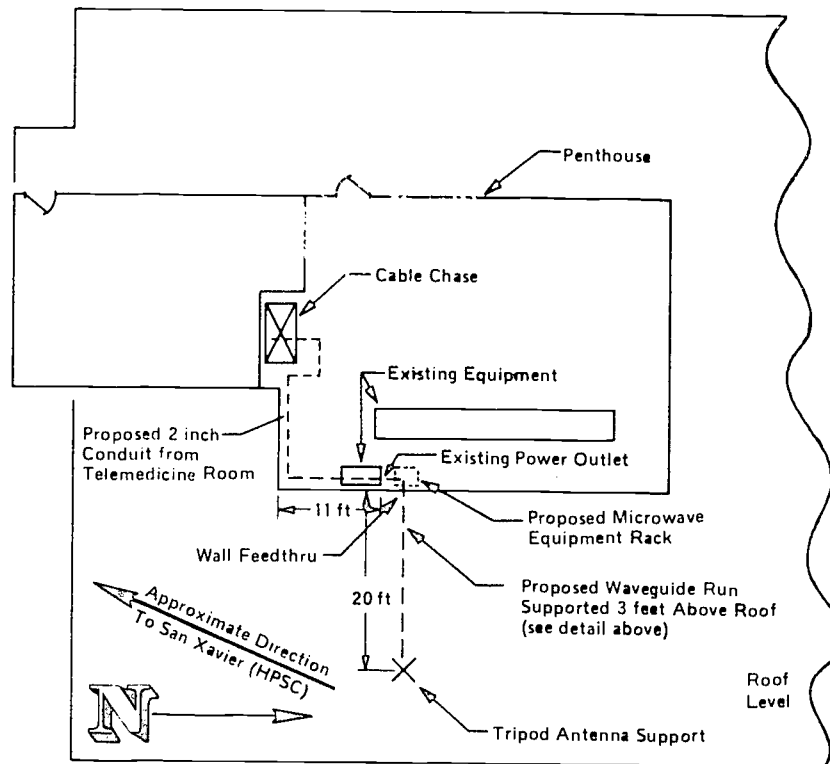 Penthouse
Cable Chase
Existing Equipment
Proposed 2 inch
Conduit from
Telemedicine Room
Existing Power Outlet
11 ft
Proposed Microwave
Equipment Rack
Wall Feedthru
Proposed Waveguide Run
Supported 3 feet Above Roof
(see detail above)
20 ft
Approximate Direction
To San Xavier (HPSC)
N
Roof
Level
Tripod Antenna Support